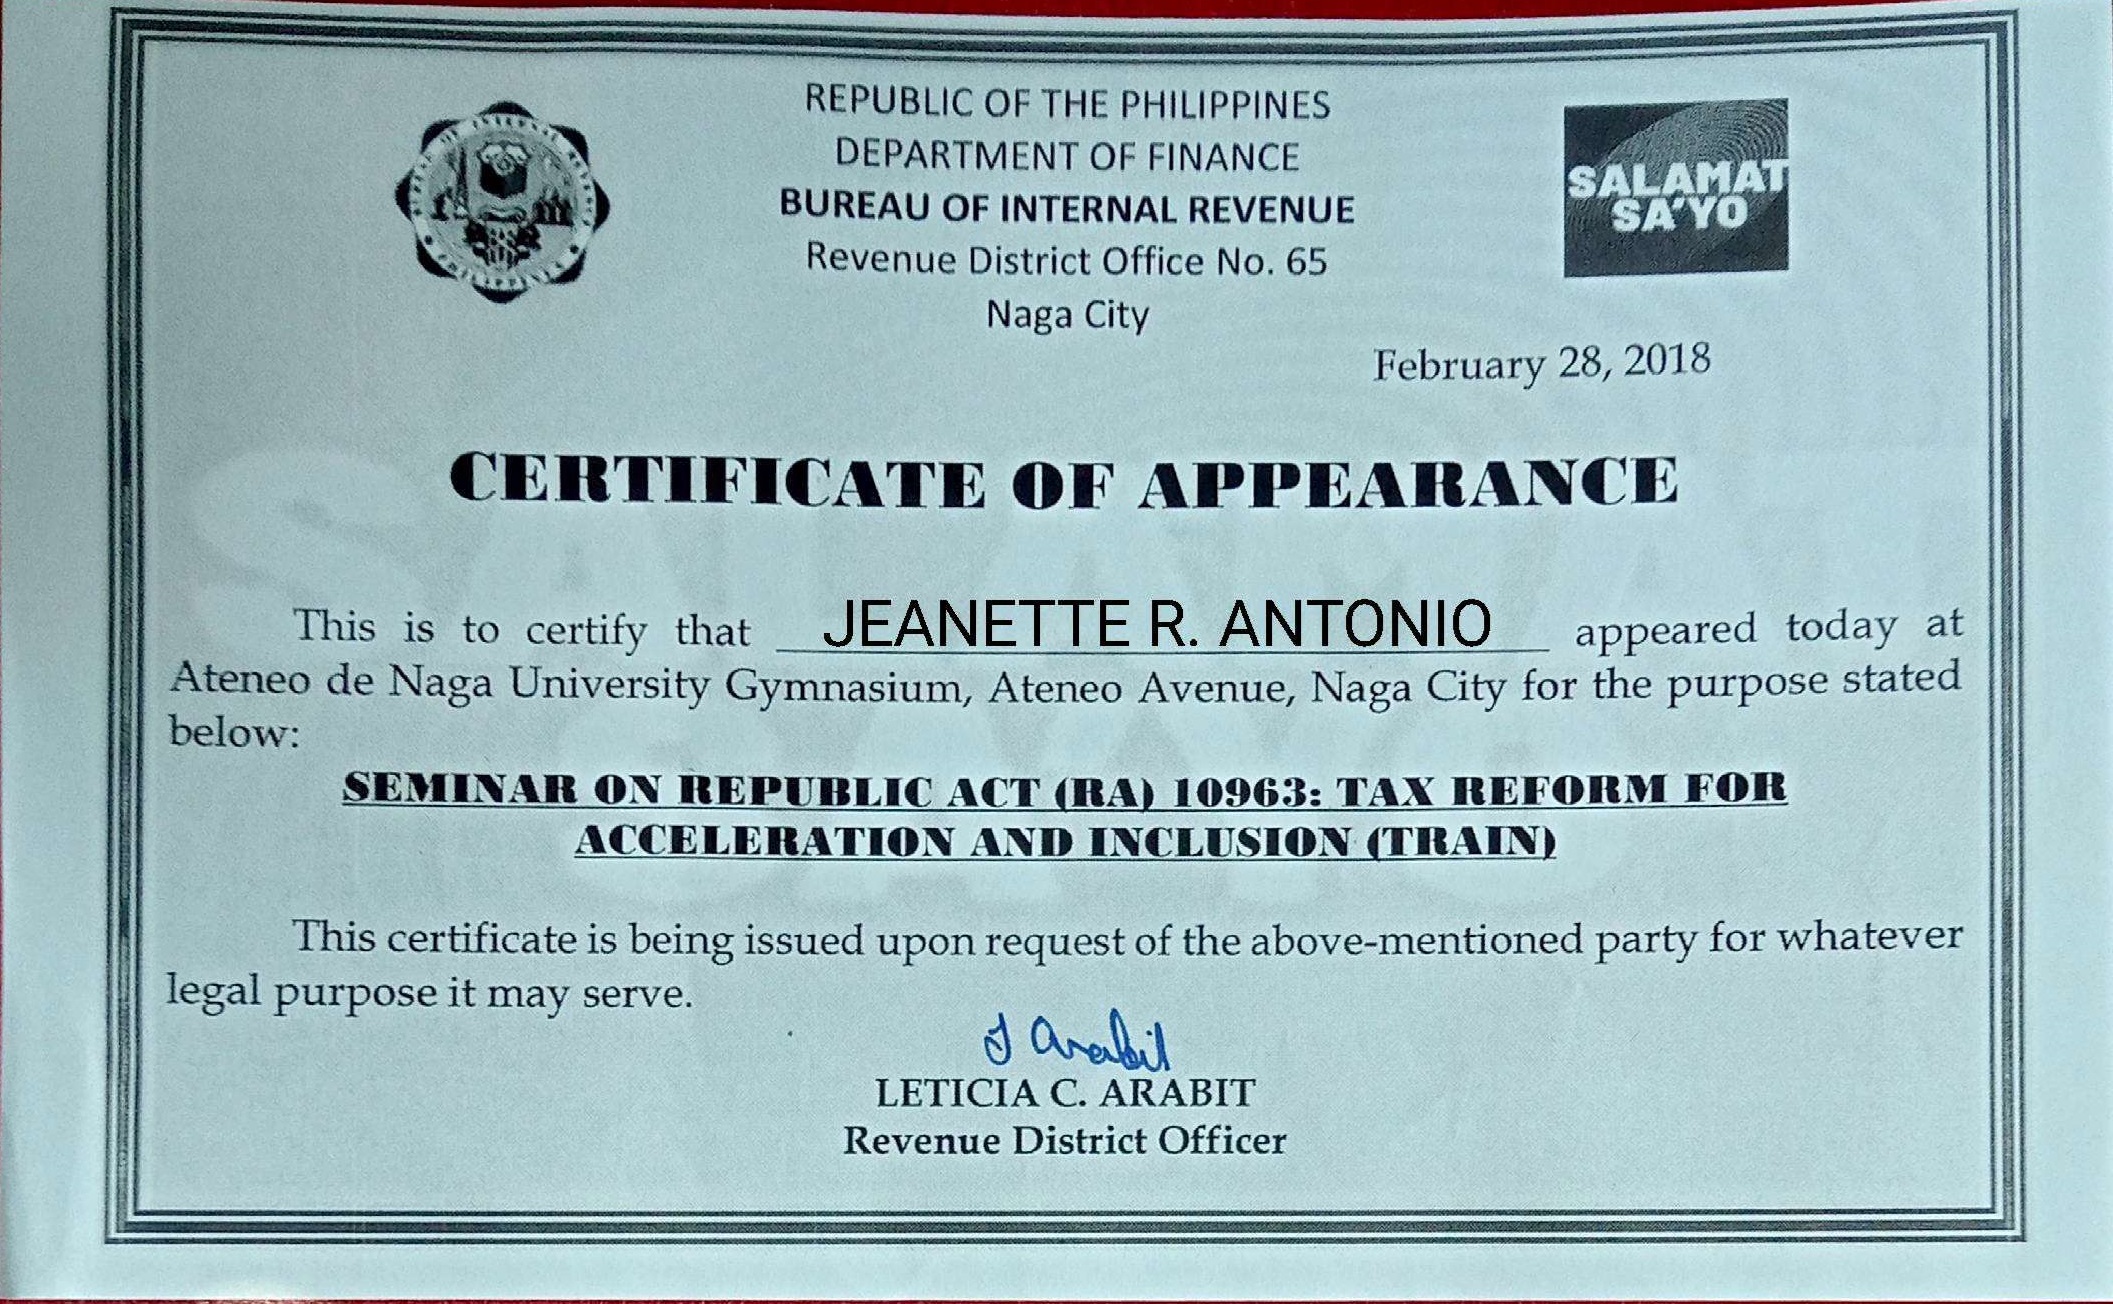 REPUBLIC OF THE PHILIPPINES
DEPARTMENT OF FINANCE
BUREAU OF INTERNAL REVENUE
Revenue District Office No. 65
Naga City
SALAMAT
SA'YO
February 28, 2018
CERTIFICATE OF APPEARANCE
This is to certify that JEANETTE R. ANTONIO appeared today at
Ateneo de Naga University Gymnasium, Ateneo Avenue, Naga City for the purpose stated
below:
SEMINAR ON REPUBLIC ACT (RA) 10963: TAX REFORM FOR
ACCELERATION AND INCLUSION (TRAIN)
This certificate is being issued upon request of the above-mentioned party for whatever
legal purpose it may serve.
LETICIA C. ARABIT
Revenue District Officer